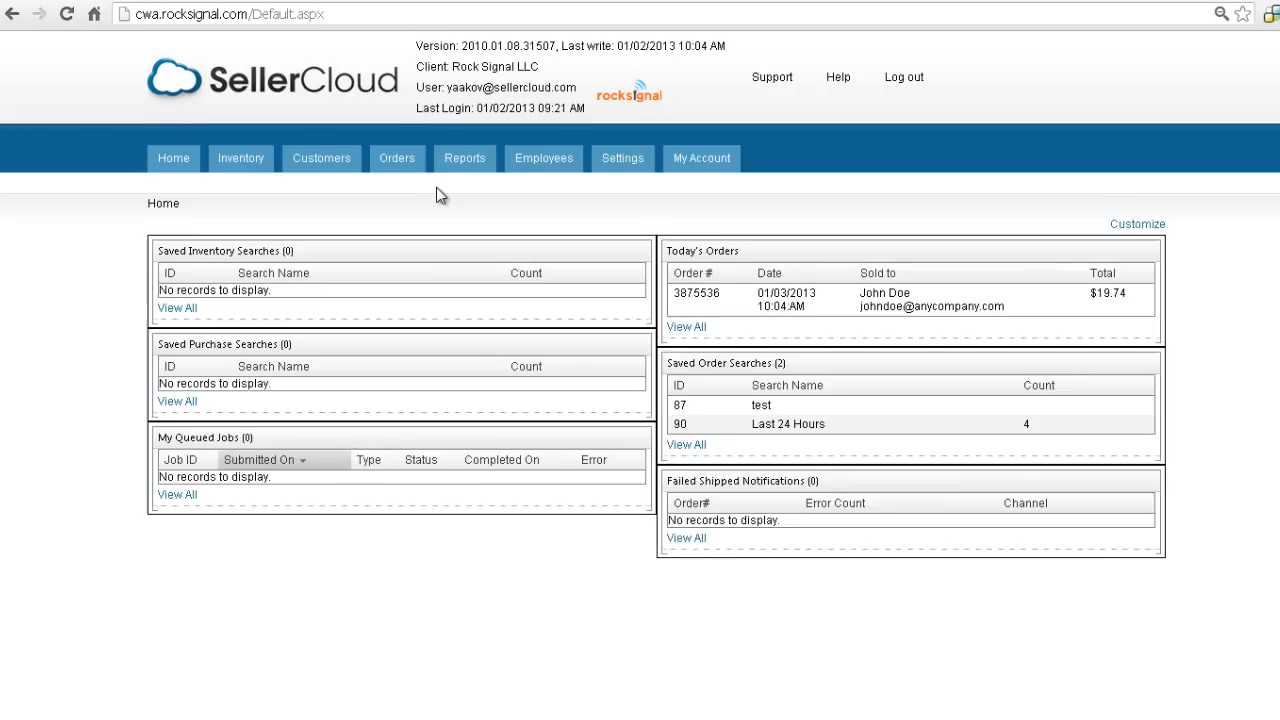 cwa.rocksignal.com/Default.aspx
Version: 2010.01.08.31507, Last write: 01/02/2013 10:04 AM
Client: Rock Signal LLC
User: yaakov@sellercloud.com
Last Login: 01/02/2013 09:21 AM
SellerCloud
rocksignal
Support Help Log out
Home Inventory Customers Orders Reports Employees Settings My Account
Home
Customize
Saved Inventory Searches (0)
ID Search Name Count
No records to display.
View All
Saved Purchase Searches (0)
ID Search Name Count
No records to display.
View All
My Queued Jobs (0)
Job ID Submitted On Type Status Completed On Error
No records to display.
View All
Today's Orders
Order # Date Sold to Total
3875536 01/03/2013 John Doe $19.74
10:04:AM johndoe@anycompany.com
View All
Saved Order Searches (2)
ID Search Name Count
87 test
90 Last 24 Hours 4
View All
Failed Shipped Notifications (0)
Order# Error Count Channel
No records to display.
View All